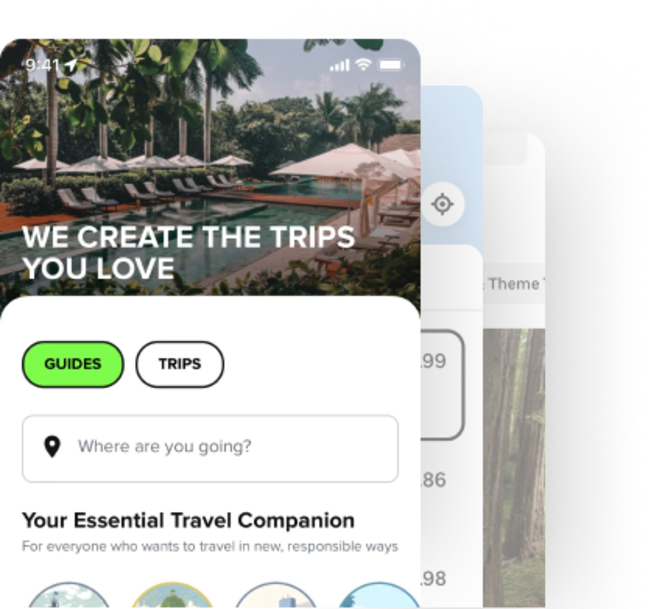 9:41
WE CREATE THE TRIPS
YOU LOVE
GUIDES
TRIPS
Where are you going?
Your Essential Travel Companion
For everyone who wants to travel in new, responsible ways
.99
.86
.98
Theme